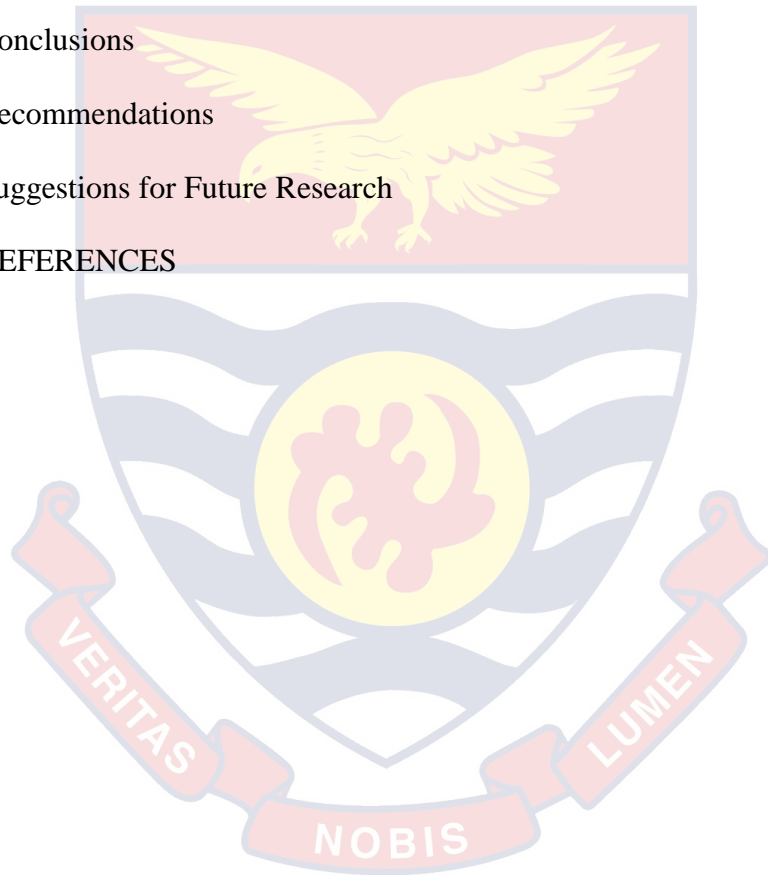 onclusions
ecommendations
uggestions for Future Research
EFERENCES
VERITAS
NOBIS
LUMEN